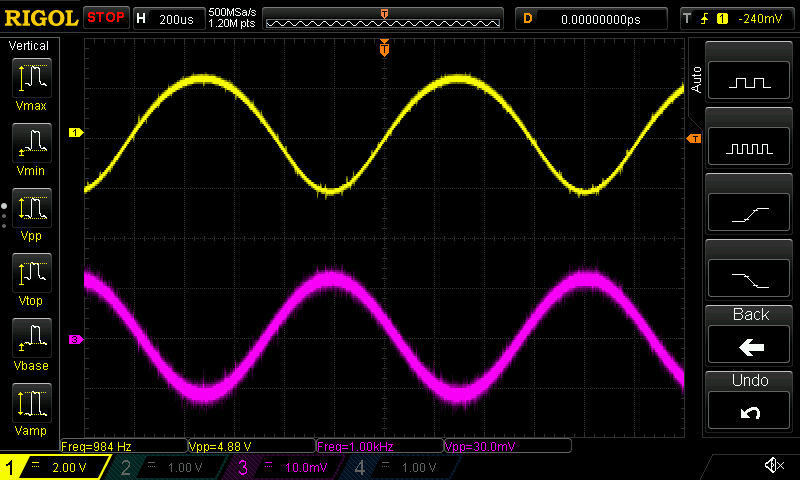 RIGOL STOP H 200us 500MSa/s 1.20M pts T D 0.00000000ps T 1 -240mV
Vertical
Vmax
Vmin
Vpp
Vtop
Vbase
Vamp
T
1
3
T
Auto
Back
Undo
Freq=984 Hz Vpp=4.88 V Freq=1.00kHz Vpp=30.0mV
1 2.00 V 2 1.00 V 3 10.0mV 4 1.00 V